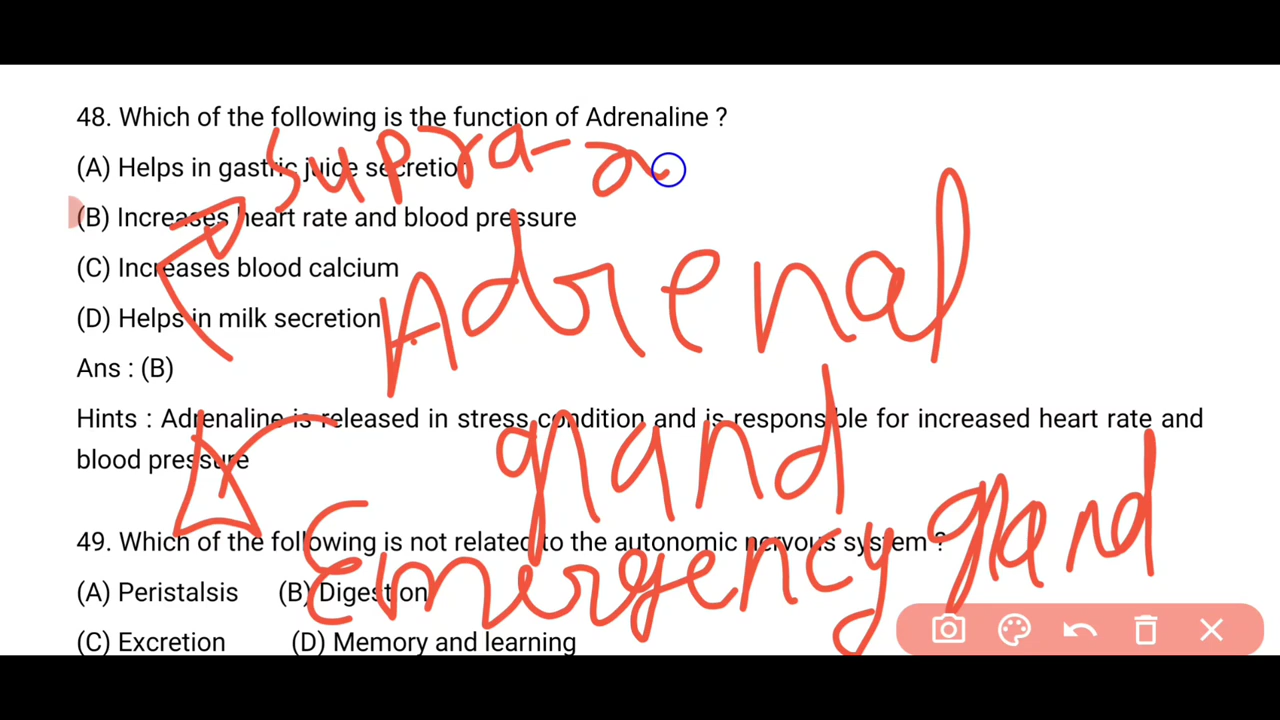 48. Which of the following is the function of Adrenaline ?
Supra-
(A) Helps in gastric juice secretion
(B) Increases heart rate and blood pressure
(C) Increases blood calcium
Adrenal
(D) Helps in milk secretion
Ans : (B)
Hints : Adrenaline is released in stress condition and is responsible for increased heart rate and
blood pressure
gland
49. Which of the following is not related to the autonomic nervous system ?
Emergency gland
(A) Peristalsis (B) Digestion
(C) Excretion (D) Memory and learning